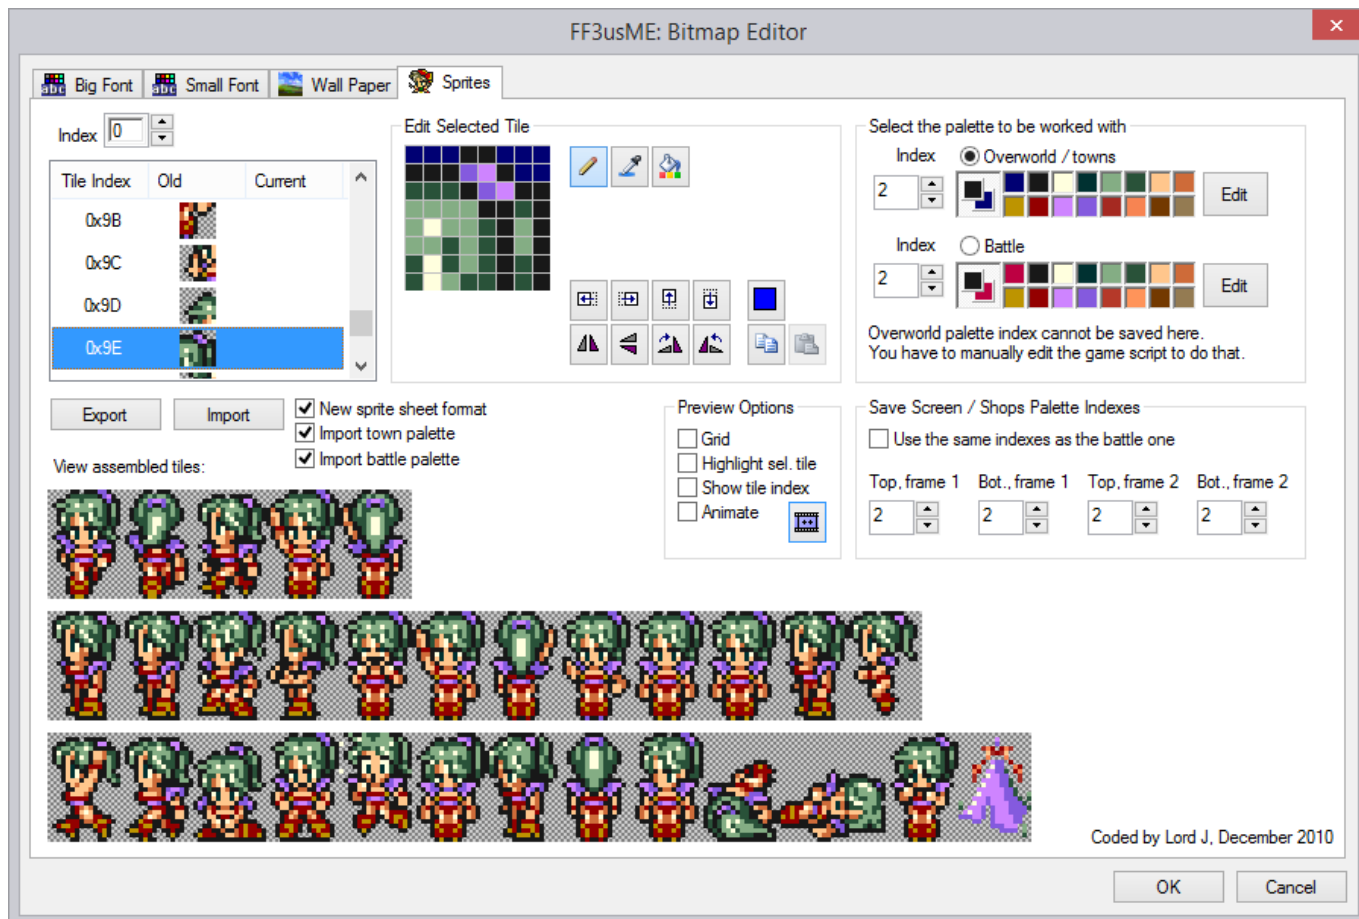 FF3usME: Bitmap Editor
Big Font
Small Font
Wall Paper
Sprites
Index 0
Tile Index Old Current
0x9B
0x9C
0x9D
0x9E
Edit Selected Tile
Select the palette to be worked with
Index Overworld / towns
2 Edit
Index Battle
2 Edit
Overworld palette index cannot be saved here.
You have to manually edit the game script to do that.
Export Import
New sprite sheet format
Import town palette
Import battle palette
View assembled tiles:
Preview Options
Grid
Highlight sel. tile
Show tile index
Animate
Save Screen / Shops Palette Indexes
Use the same indexes as the battle one
Top, frame 1 Bot., frame 1 Top, frame 2 Bot., frame 2
2 2 2 2
Coded by Lord J, December 2010
OK Cancel